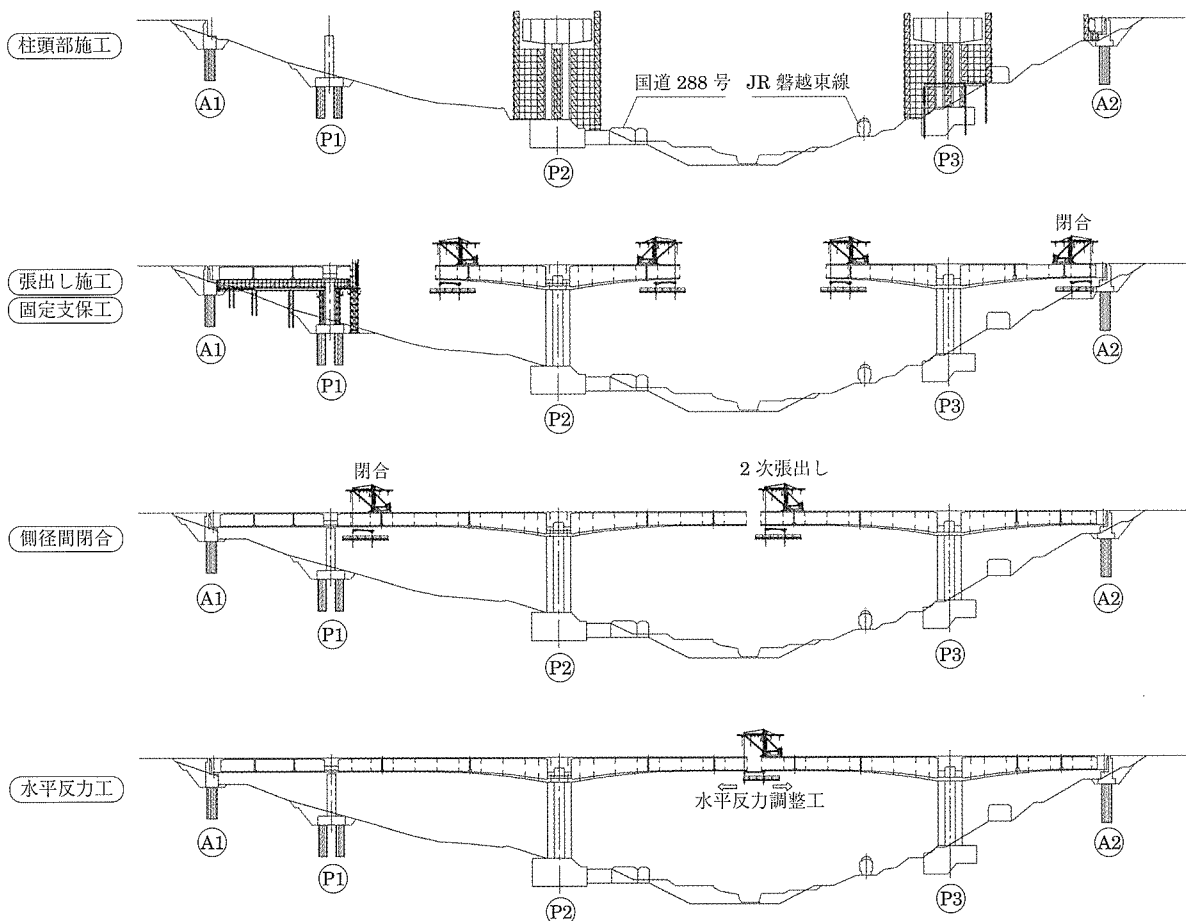 柱頭部施工
国道 288 号 JR 磐越東線
A1
P1
P2
P3
A2
閉合
張出し施工
固定支保工
A1
P1
P2
P3
A2
閉合
2 次張出し
側径間閉合
A1
P1
P2
P3
A2
水平反力工
水平反力調整工
A1
P1
P2
P3
A2